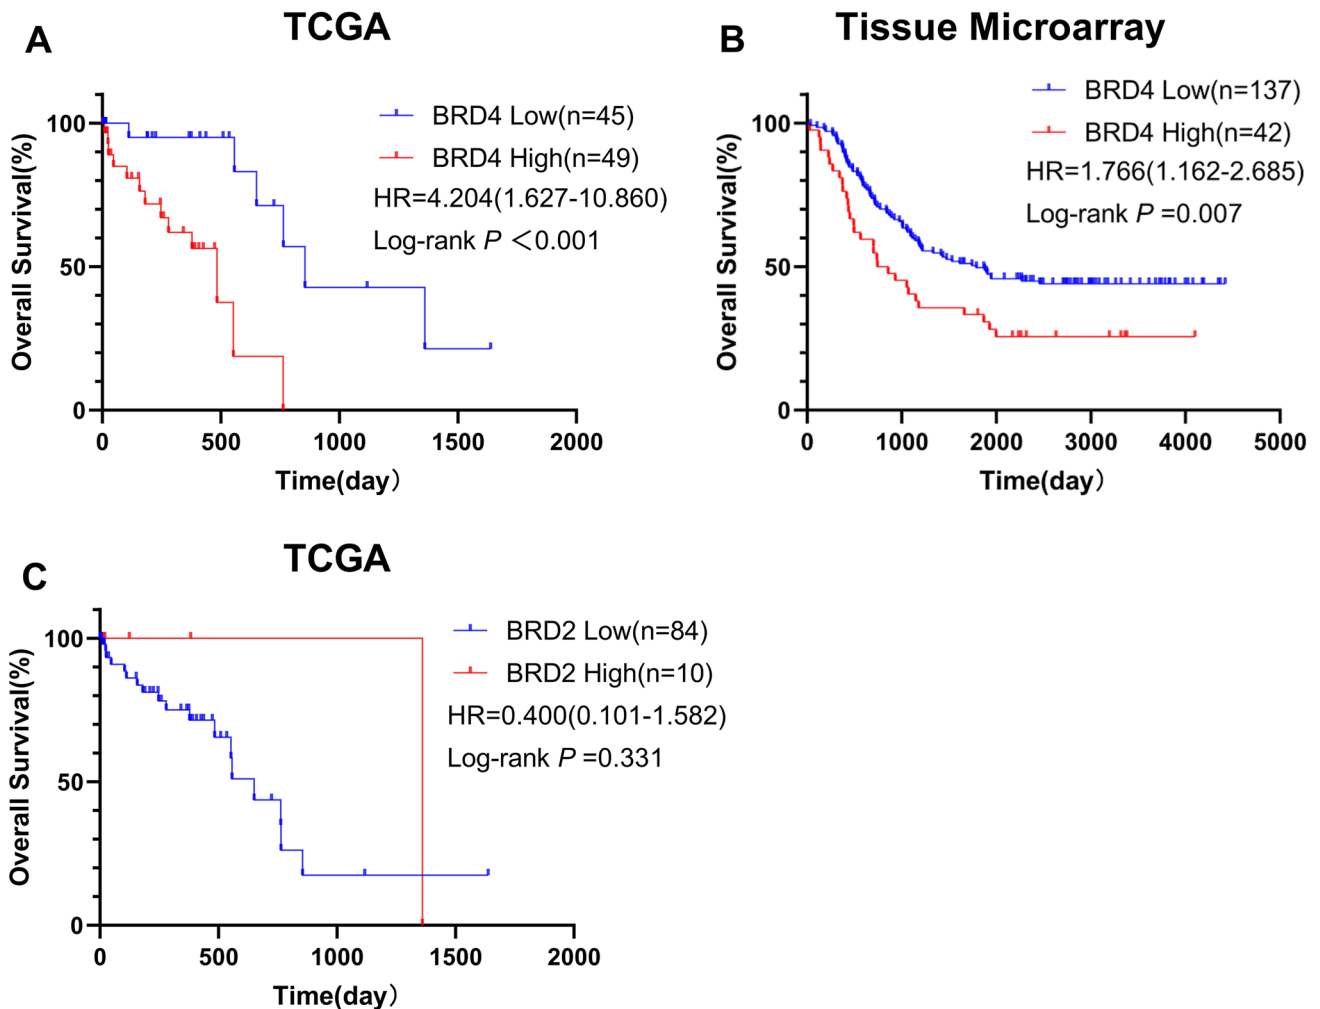 A
TCGA
BRD4 Low(n=45)
BRD4 High(n=49)
HR=4.204(1.627-10.860)
Log-rank P <0.001
Overall Survival(%)
100
50
0
0 500 1000 1500 2000
Time(day)
B
Tissue Microarray
BRD4 Low(n=137)
BRD4 High(n=42)
HR=1.766(1.162-2.685)
Log-rank P =0.007
Overall Survival(%)
100
50
0
0 1000 2000 3000 4000 5000
Time(day)
C
TCGA
BRD2 Low(n=84)
BRD2 High(n=10)
HR=0.400(0.101-1.582)
Log-rank P =0.331
Overall Survival(%)
100
50
0
0 500 1000 1500 2000
Time(day)